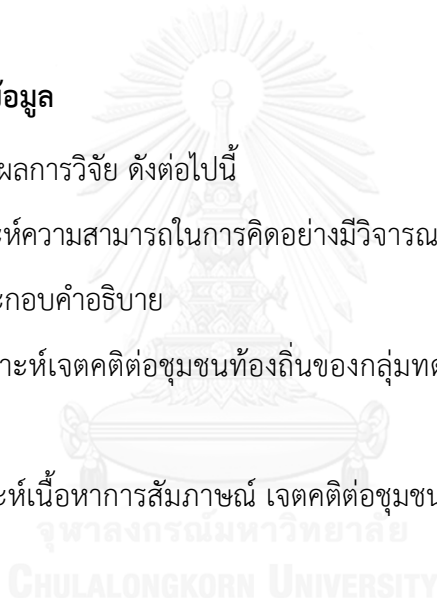 ข้อมูล
ผลการวิจัย ดังต่อไปนี้
ะห์ความสามารถในการคิดอย่างมีวิจารณ
ะกอบคำอธิบาย
าะห์เจตคติต่อชุมชนท้องถิ่นของกลุ่มทด
ะห์เนื้อหาการสัมภาษณ์ เจตคติต่อชุมชน
จุฬาลงกรณ์มหาวิทยาลัย
CHULALONGKORN UNIVERSITY